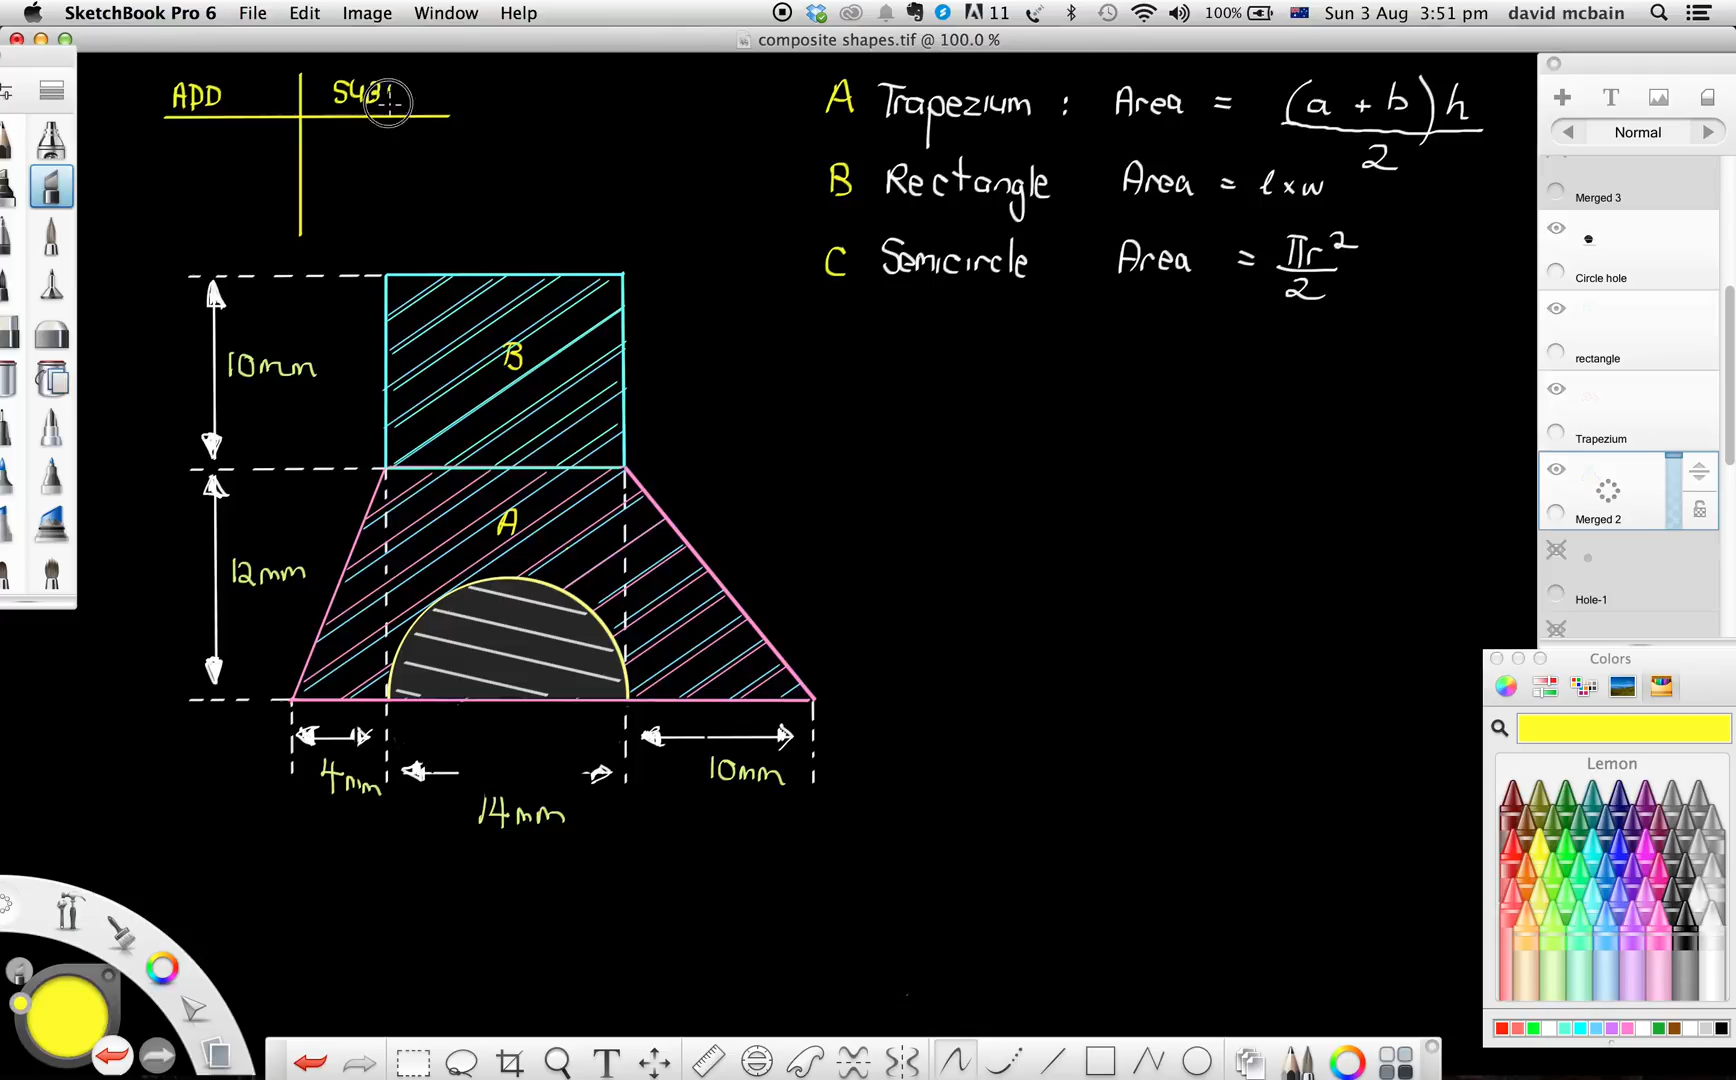 SketchBook Pro 6 File Edit Image Window Help 11 100% Sun 3 Aug 3:51 pm david mcbain
composite shapes.tif @ 100.0 %
ADD
A Trapezium : Area = (a + b)h / 2
B Rectangle Area = l x w
C Semicircle Area = πr² / 2
10mm
B
12mm
A
4mm
14mm
10mm
T
Normal
Merged 3
Circle hole
rectangle
Trapezium
Merged 2
Hole-1
Colors
Lemon
T